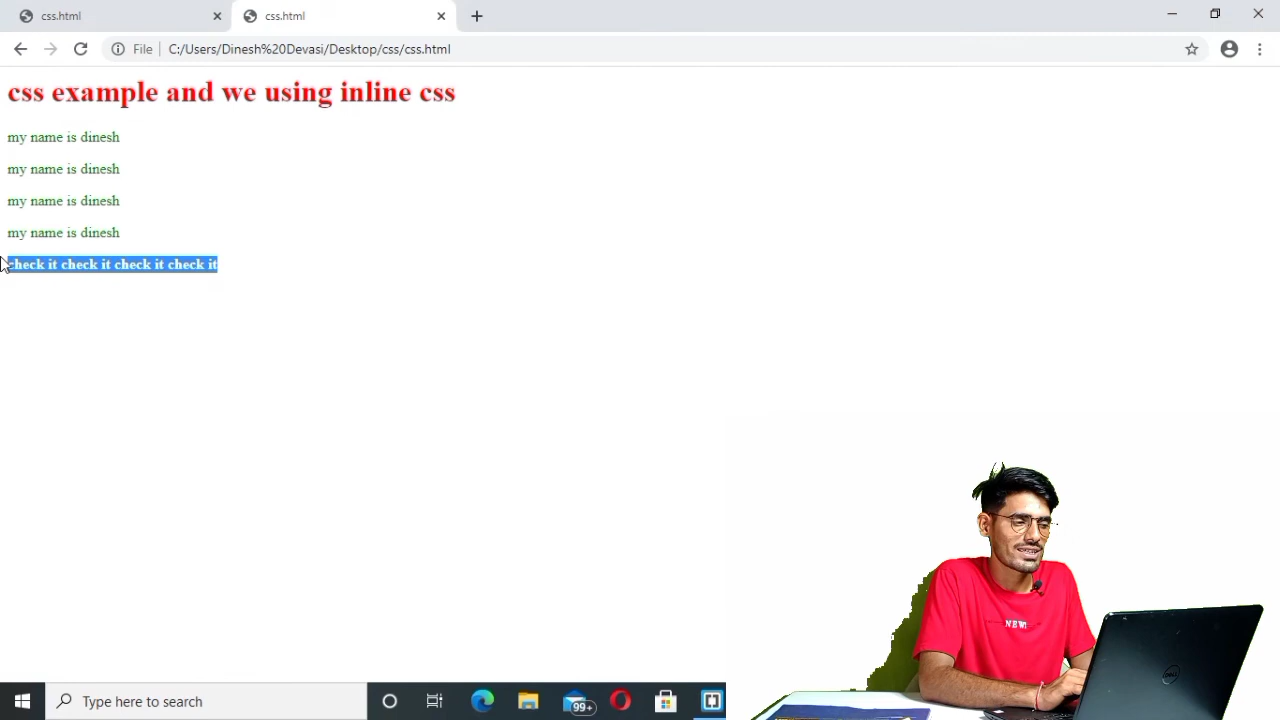 css.html
css.html
File
C:/Users/Dinesh%20Devasi/Desktop/css/css.html
css example and we using inline css
my name is dinesh
my name is dinesh
my name is dinesh
my name is dinesh
check it check it check it check it
NEW
DELL
Type here to search
99+